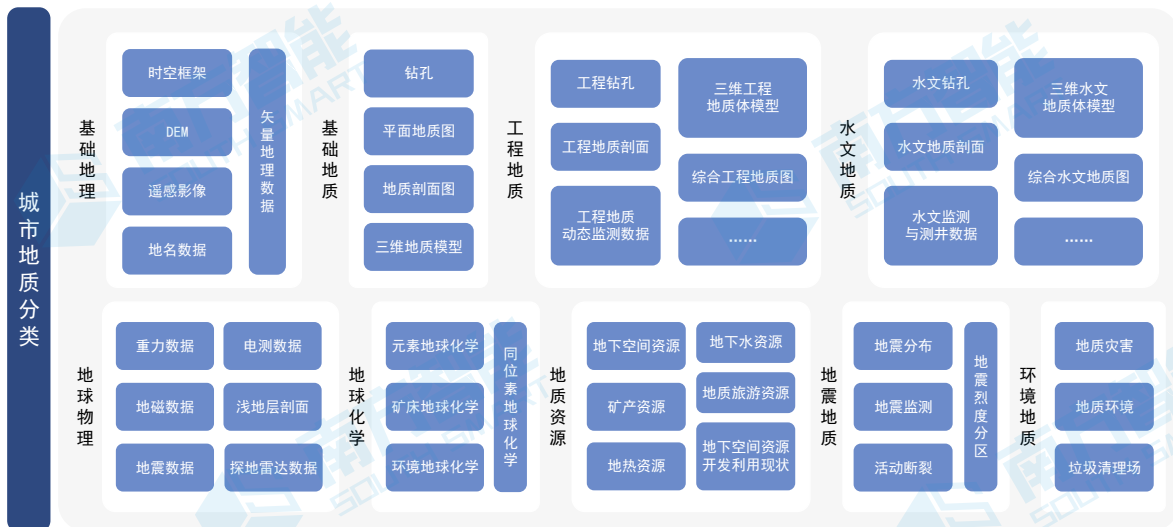 城市地质分类
基础地理
时空框架
DEM
遥感影像
地名数据
矢量地理数据
基础地质
钻孔
平面地质图
地质剖面图
三维地质模型
工程地质
工程钻孔
工程地质剖面
工程地质
动态监测数据
三维工程
地质体模型
综合工程地质图
......
水文地质
水文钻孔
水文地质剖面
水文监测
与测井数据
三维水文
地质体模型
综合水文地质图
......
地球物理
重力数据
电测数据
地磁数据
浅地层剖面
地震数据
探地雷达数据
地球化学
元素地球化学
矿床地球化学
环境地球化学
同位素地球化学
地质资源
地下空间资源
矿产资源
地热资源
地下水资源
地质旅游资源
地下空间资源
开发利用现状
地震地质
地震分布
地震监测
活动断裂
地震烈度分区
环境地质
地质灾害
地质环境
垃圾清理场
南方智能
SOUTH SMART